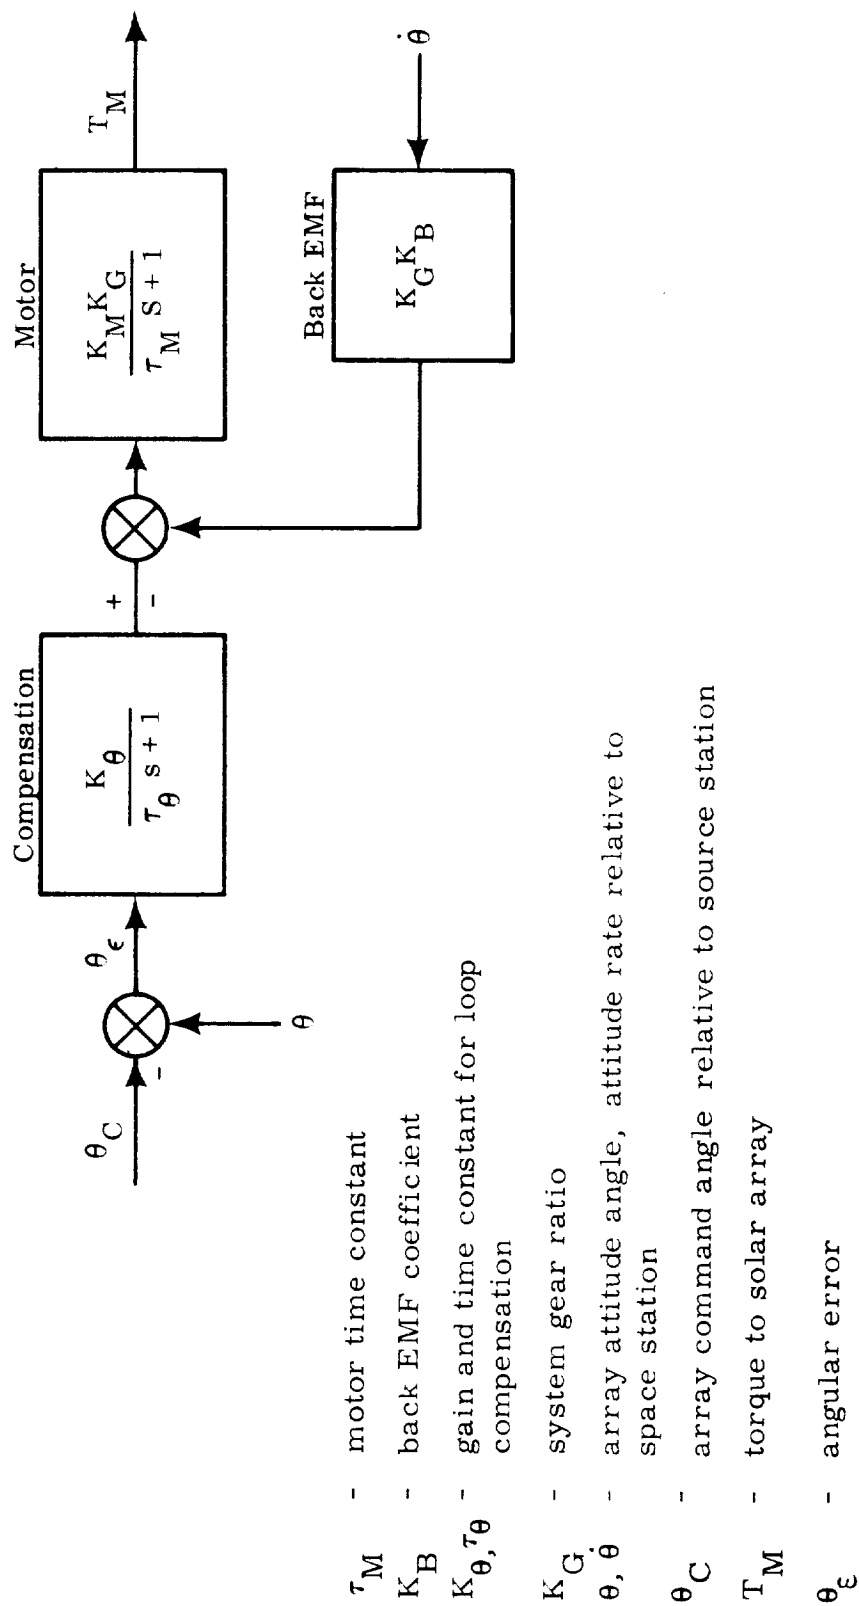 Compensation
Motor
θ_C
-
θ_ϵ
θ
K_θ
τ_θ s + 1
+
-
K_M K_G
τ_M S + 1
T_M
Back EMF
K_G K_B
θ̇
τ_M - motor time constant
K_B - back EMF coefficient
K_θ, τ_θ - gain and time constant for loop
compensation
K_G - system gear ratio
θ, θ̇ - array attitude angle, attitude rate relative to
space station
θ_C - array command angle relative to source station
T_M - torque to solar array
θ_ε - angular error